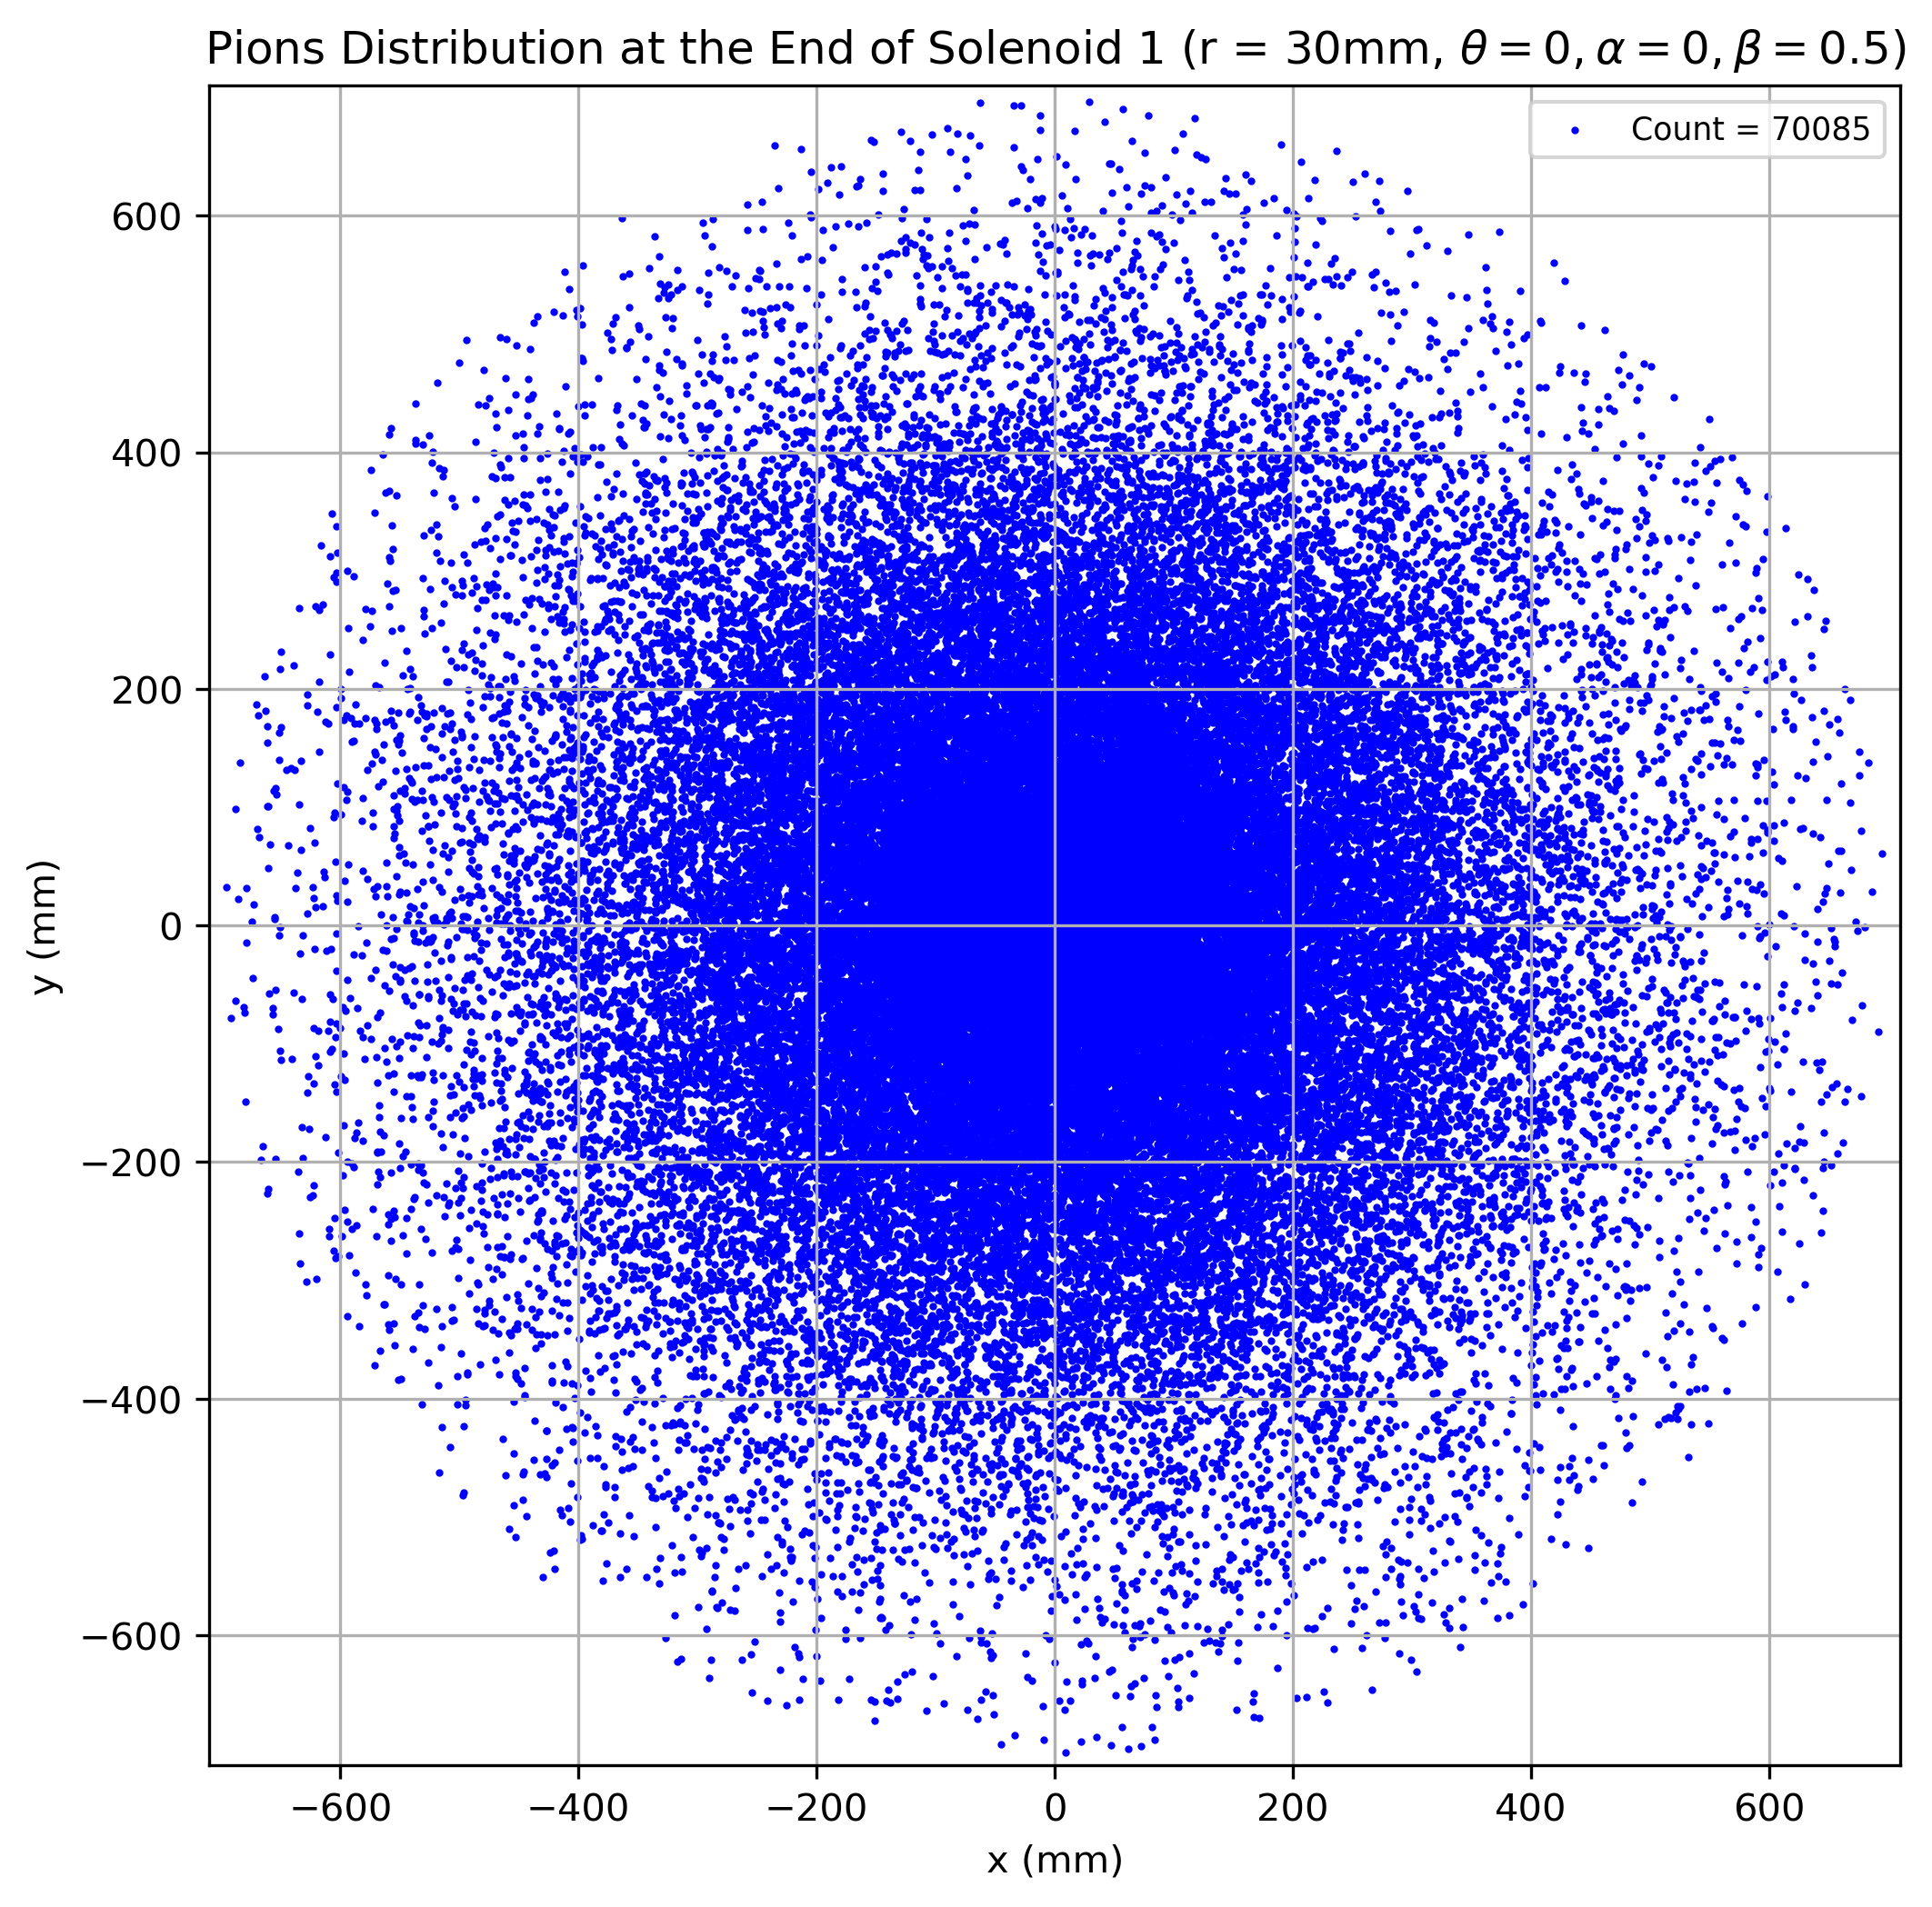 Pions Distribution at the End of Solenoid 1 (r = 30mm, θ = 0, α = 0, β = 0.5)
Count = 70085
600
400
200
0
−200
−400
−600
y (mm)
−600 −400 −200 0 200 400 600
x (mm)